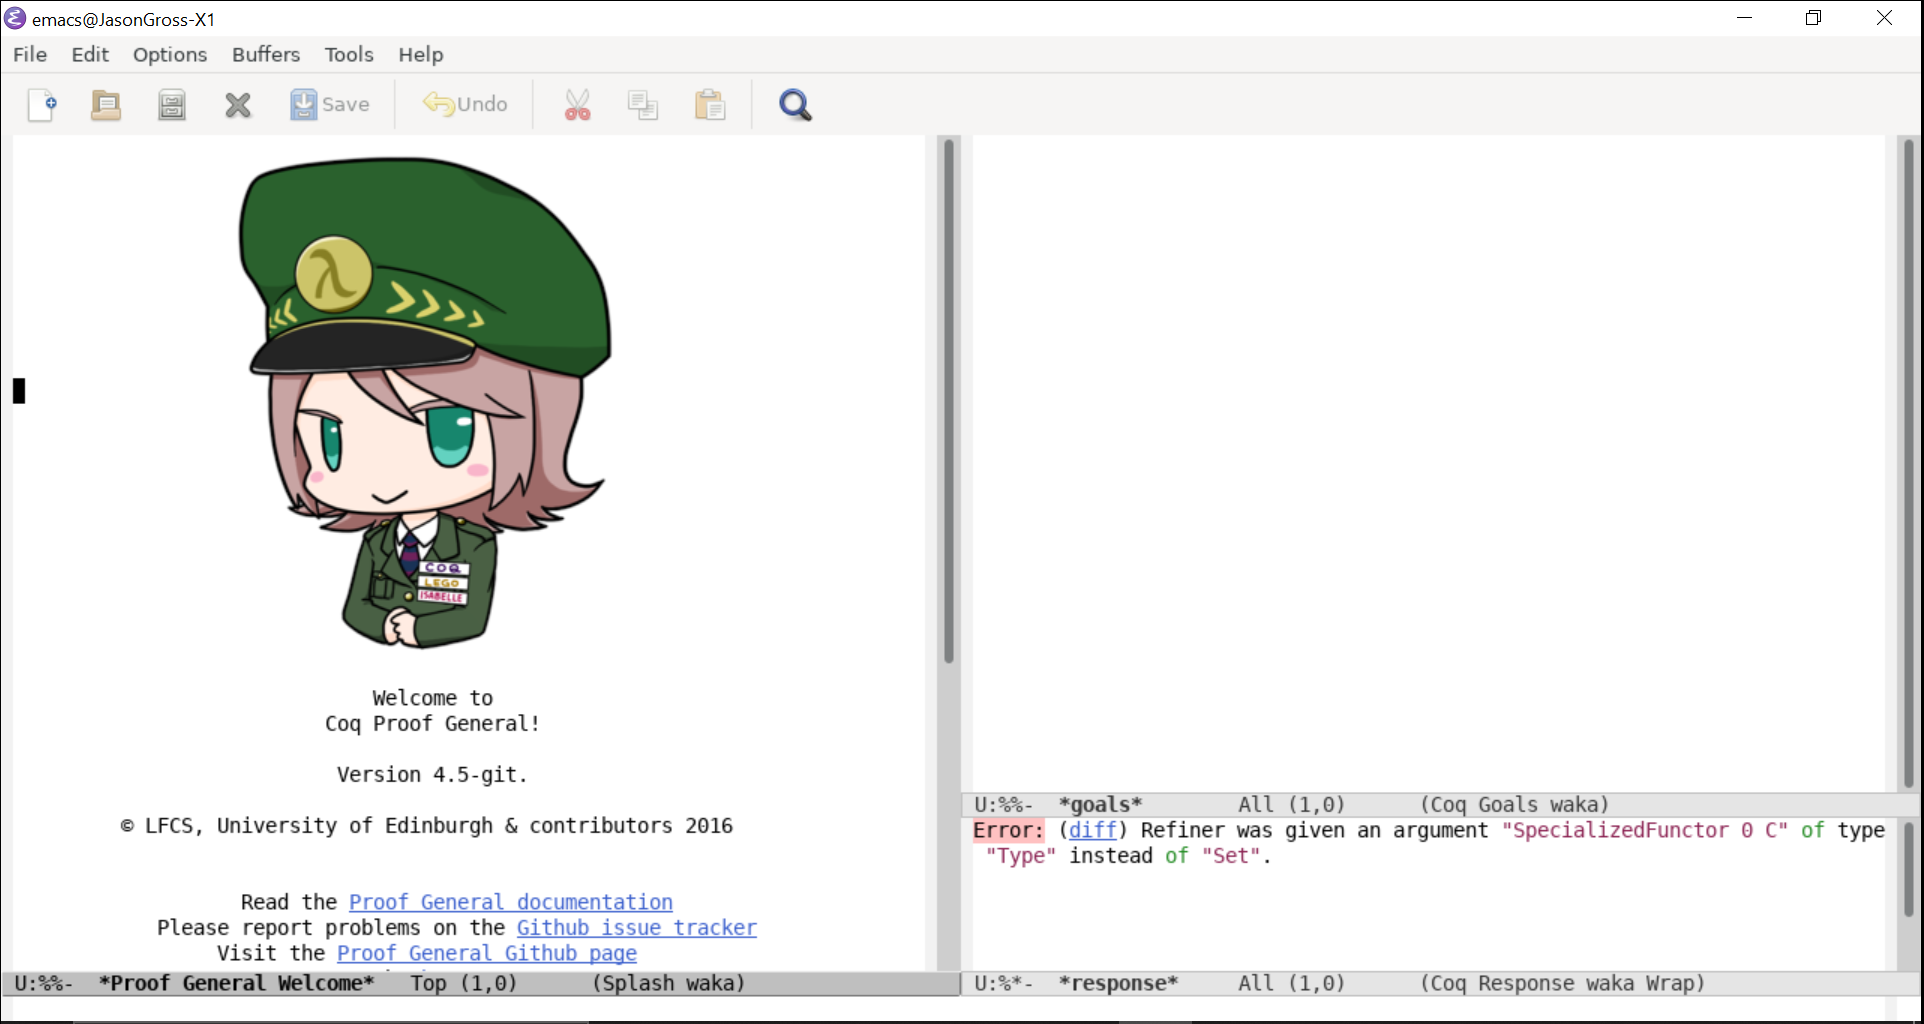 emacs@JasonGross-X1
File Edit Options Buffers Tools Help
Save Undo
λ
COQ
LEGO
ISABELLE
Welcome to
Coq Proof General!
Version 4.5-git.
© LFCS, University of Edinburgh & contributors 2016
Read the Proof General documentation
Please report problems on the Github issue tracker
Visit the Proof General Github page
U:%%-  *Proof General Welcome*   Top (1,0)      (Splash waka)
U:%%-  *goals*        All (1,0)      (Coq Goals waka)
Error: (diff) Refiner was given an argument "SpecializedFunctor 0 C" of type
"Type" instead of "Set".
U:%*-  *response*     All (1,0)      (Coq Response waka Wrap)